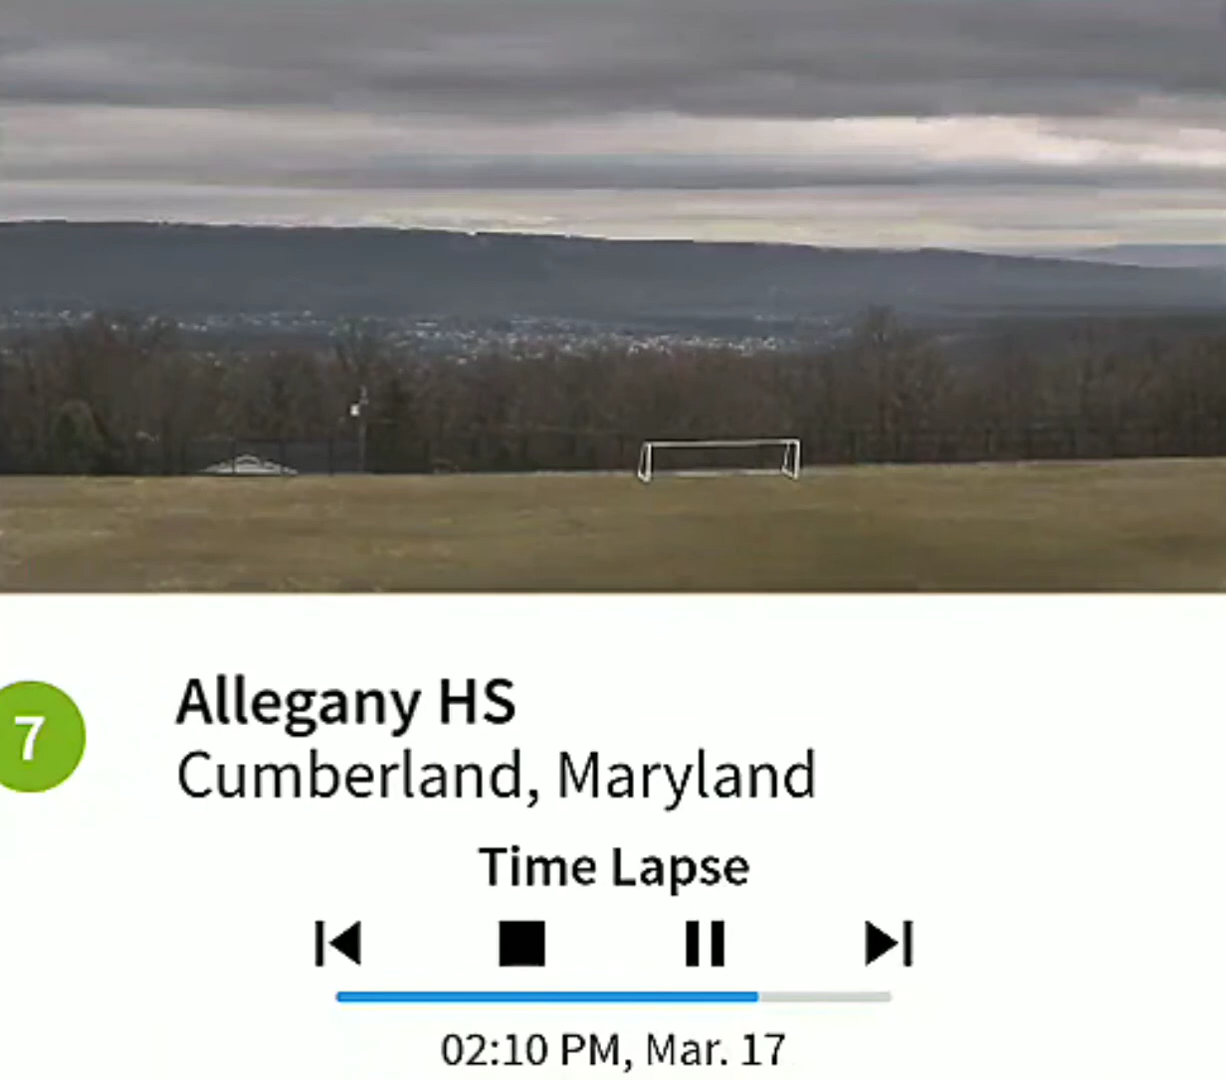 7
Allegany HS
Cumberland, Maryland
Time Lapse
02:10 PM, Mar. 17